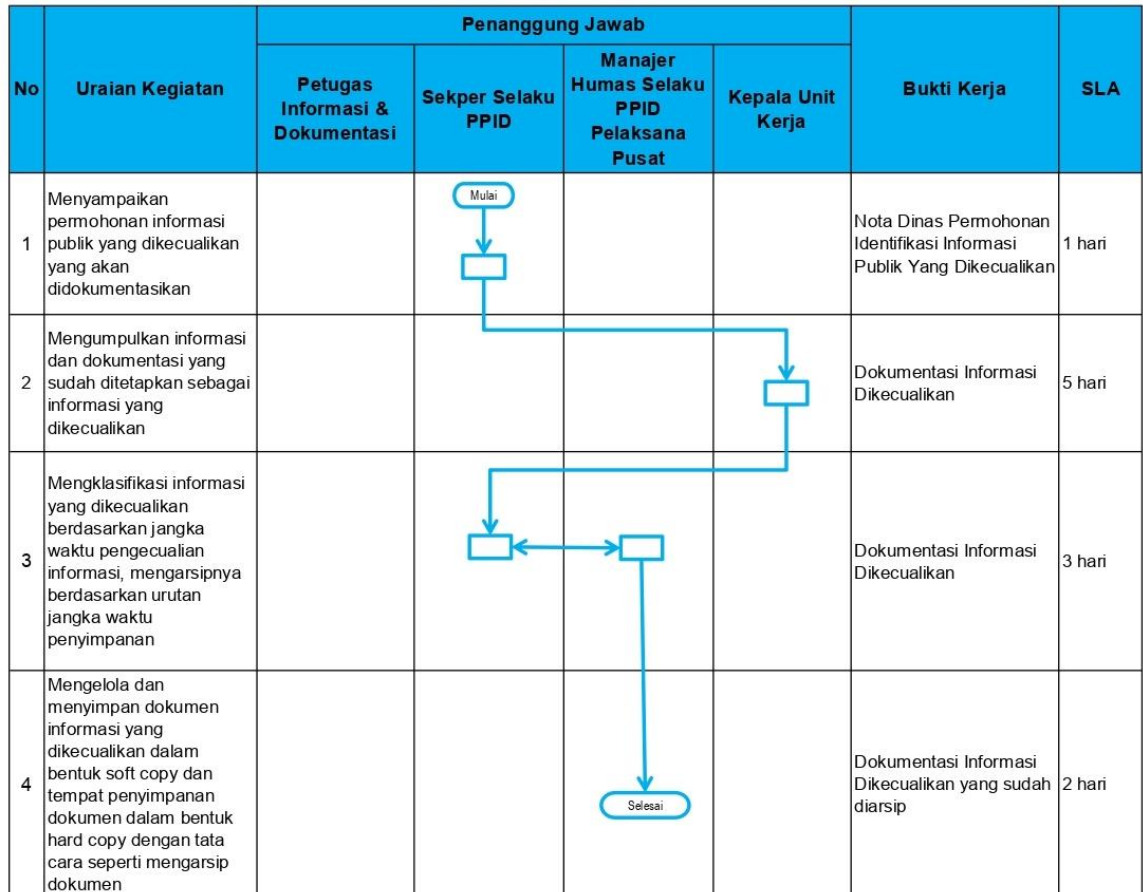 No
Uraian Kegiatan
Penanggung Jawab
Petugas
Informasi &
Dokumentasi
Sekper Selaku
PPID
Manajer
Humas Selaku
PPID
Pelaksana
Pusat
Kepala Unit
Kerja
Bukti Kerja
SLA
1
Menyampaikan
permohonan informasi
publik yang dikecualikan
yang akan
didokumentasikan
Mulai
Nota Dinas Permohonan
Identifikasi Informasi
Publik Yang Dikecualikan
1 hari
2
Mengumpulkan informasi
dan dokumentasi yang
sudah ditetapkan sebagai
informasi yang
dikecualikan
Dokumentasi Informasi
Dikecualikan
5 hari
3
Mengklasifikasi informasi
yang dikecualikan
berdasarkan jangka
waktu pengecualian
informasi, mengarsipnya
berdasarkan urutan
jangka waktu
penyimpanan
Dokumentasi Informasi
Dikecualikan
3 hari
4
Mengelola dan
menyimpan dokumen
informasi yang
dikecualikan dalam
bentuk soft copy dan
tempat penyimpanan
dokumen dalam bentuk
hard copy dengan tata
cara seperti mengarsip
dokumen
Selesai
Dokumentasi Informasi
Dikecualikan yang sudah
diarsip
2 hari